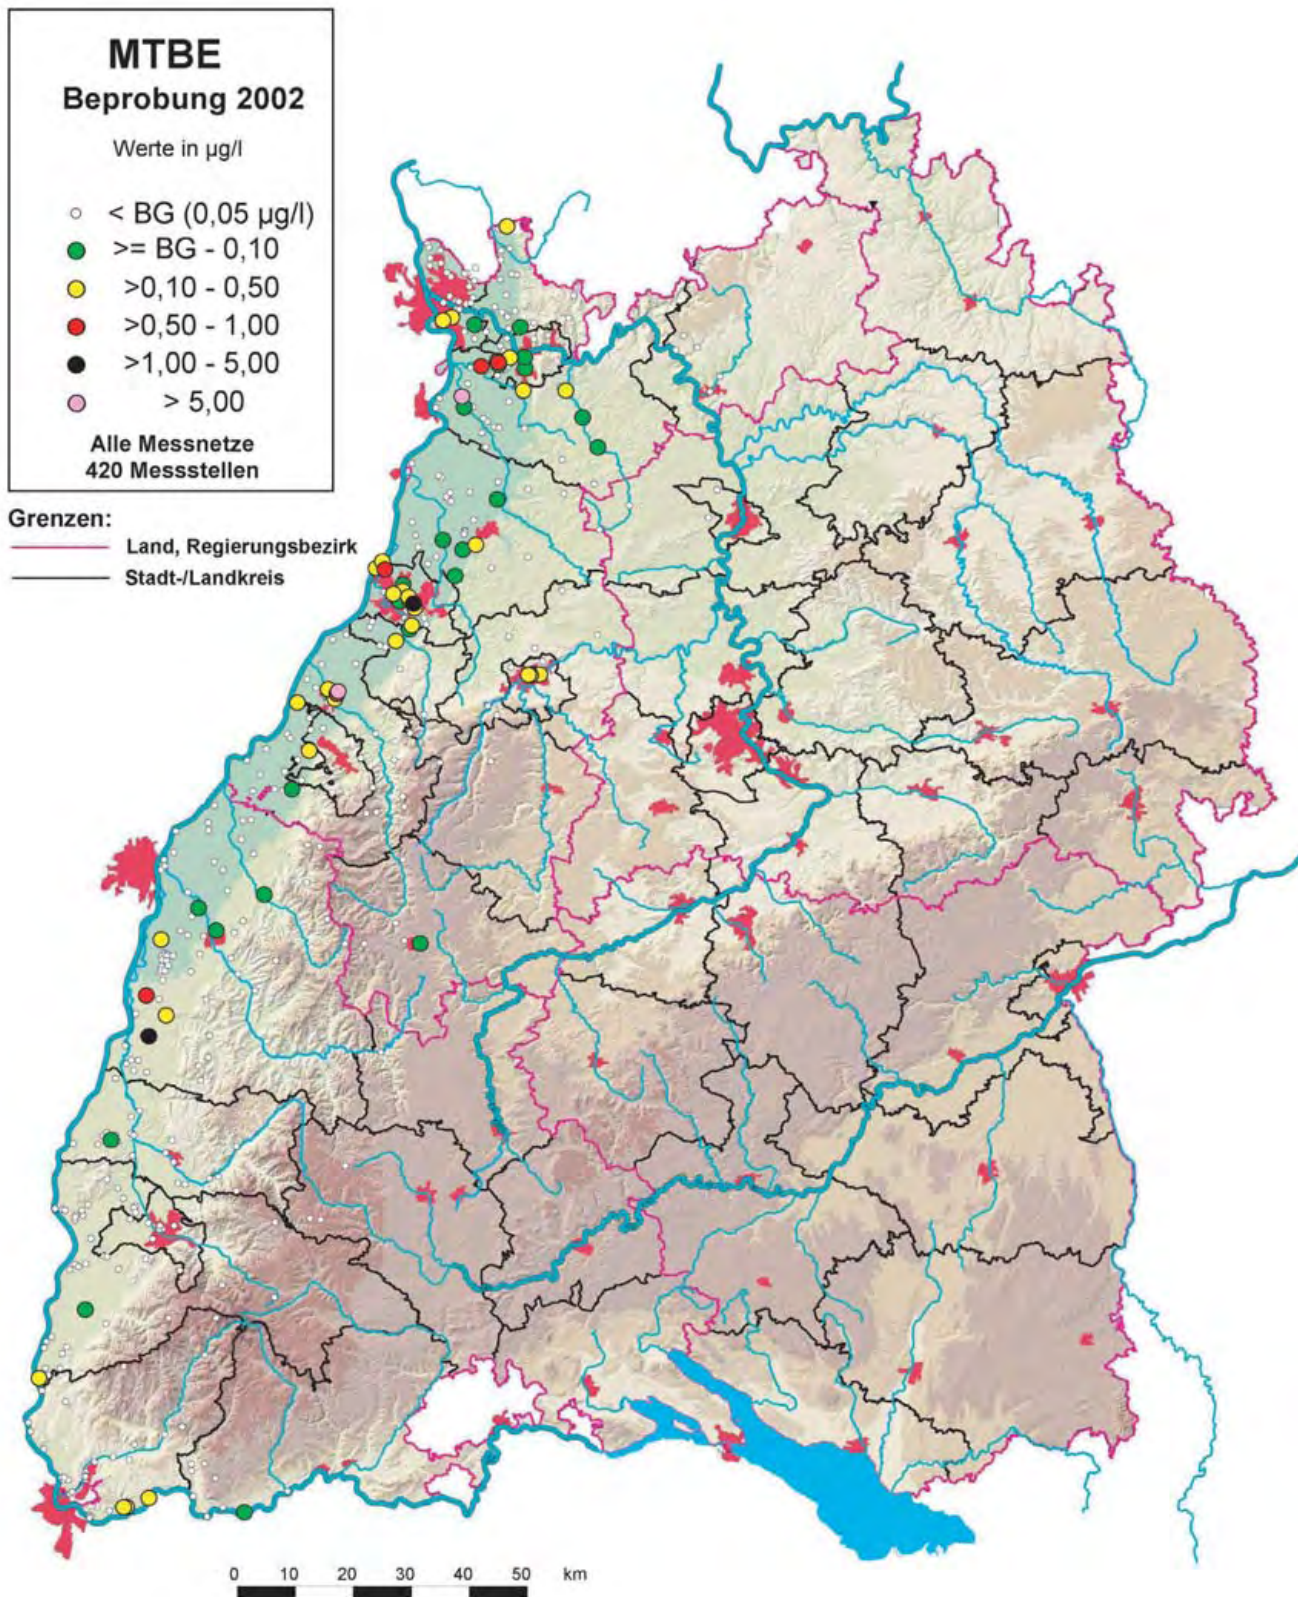 MTBE
Beprobung 2002
Werte in µg/l
< BG (0,05 µg/l)
>= BG - 0,10
>0,10 - 0,50
>0,50 - 1,00
>1,00 - 5,00
> 5,00
Alle Messnetze
420 Messstellen
Grenzen:
Land, Regierungsbezirk
Stadt-/Landkreis
0 10 20 30 40 50 km